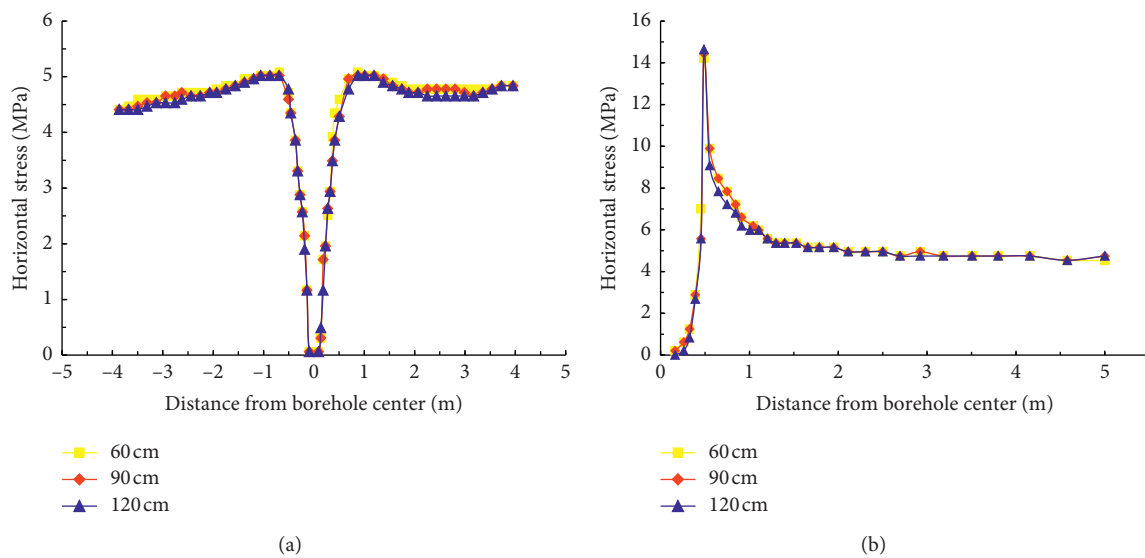 6
5
4
3
2
1
0
Horizontal stress (MPa)
−5 −4 −3 −2 −1 0 1 2 3 4 5
Distance from borehole center (m)
60 cm
90 cm
120 cm
(a)
16
14
12
10
8
6
4
2
0
Horizontal stress (MPa)
0 1 2 3 4 5
Distance from borehole center (m)
60 cm
90 cm
120 cm
(b)